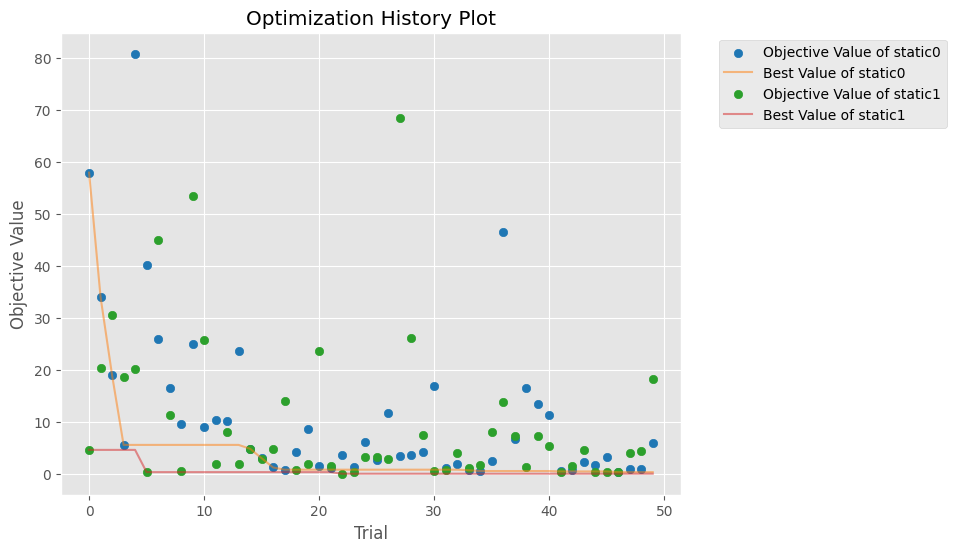 Optimization History Plot
Objective Value of static0
Best Value of static0
Objective Value of static1
Best Value of static1
Objective Value
80
70
60
50
40
30
20
10
0
0 10 20 30 40 50
Trial